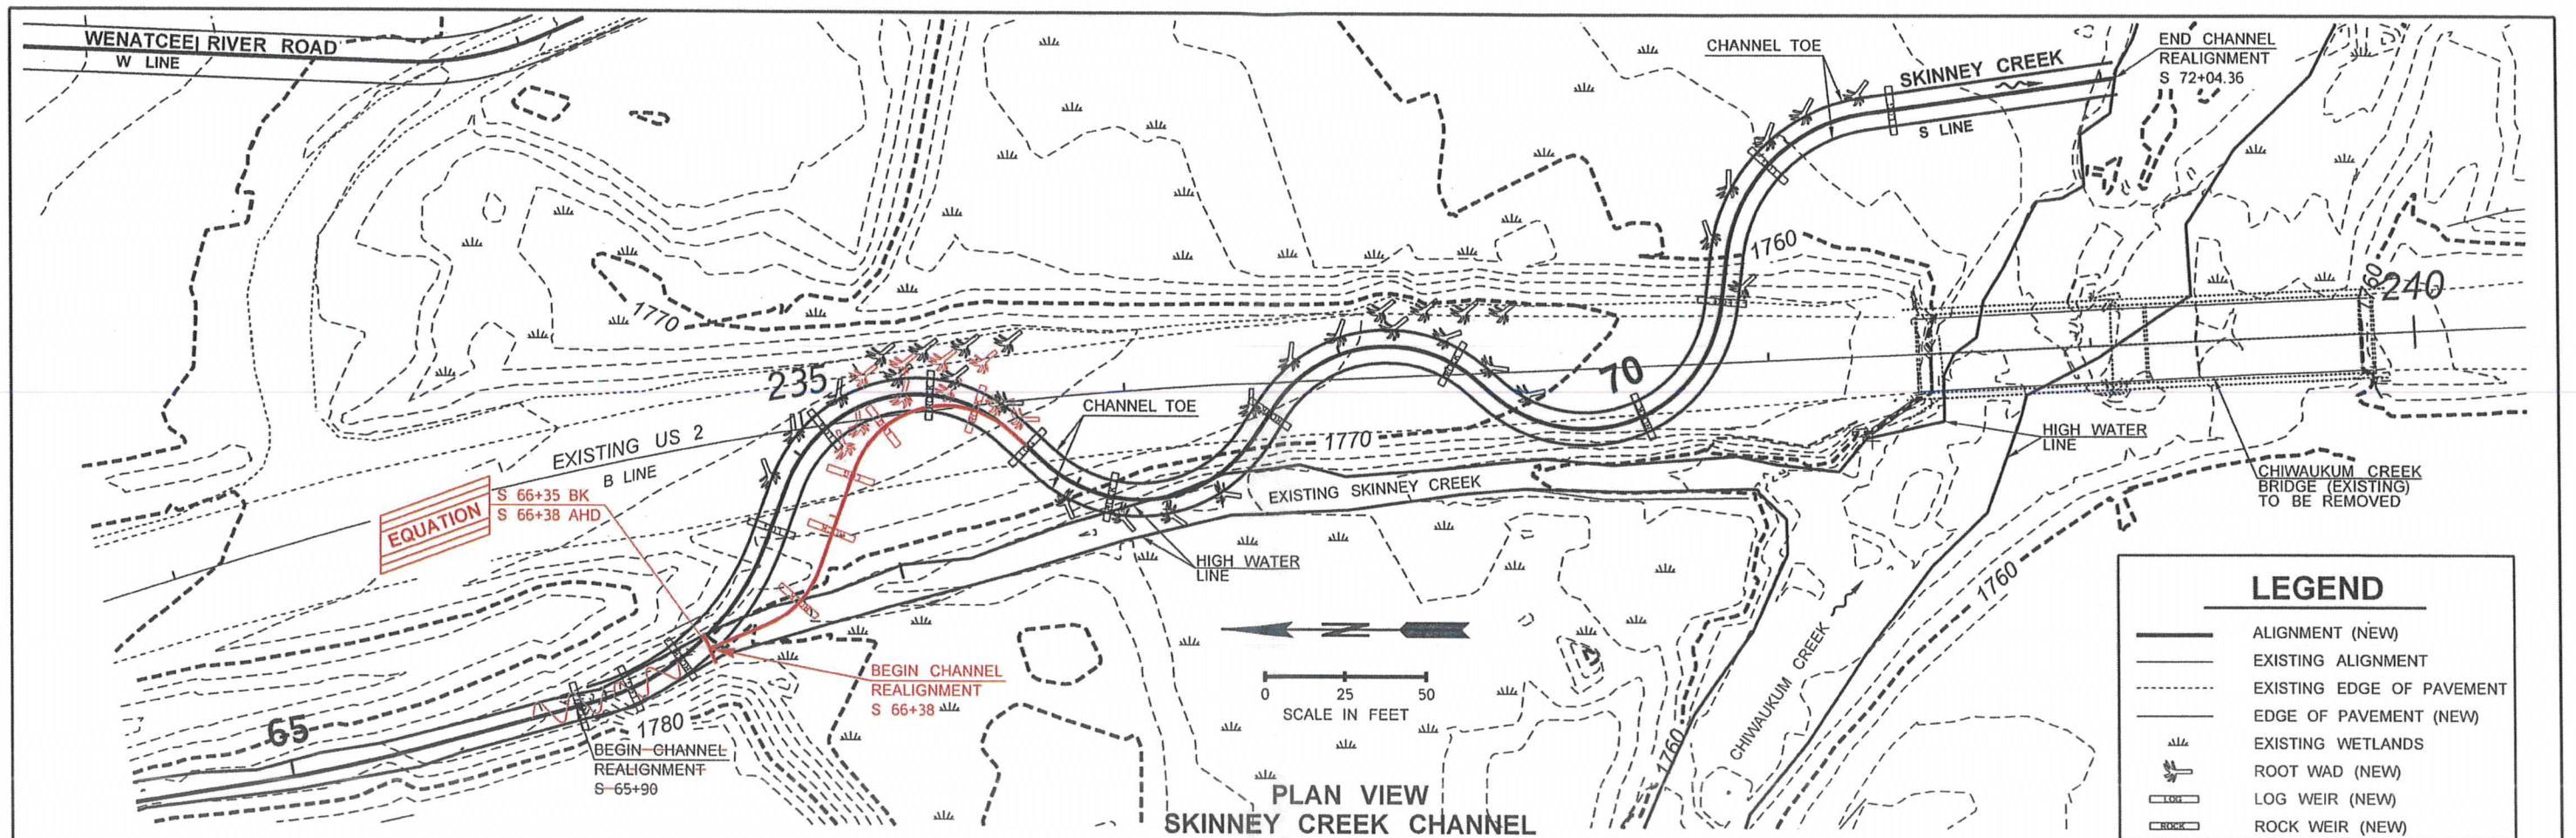 WENATCEE RIVER ROAD
W LINE
CHANNEL TOE
SKINNEY CREEK
S LINE
END CHANNEL
REALIGNMENT
S 72+04.36
1760
1770
60
240
235
70
CHANNEL TOE
EXISTING US 2
B LINE
1770
HIGH WATER
LINE
EXISTING SKINNEY CREEK
CHIWAUKUM CREEK
BRIDGE (EXISTING)
TO BE REMOVED
EQUATION
S 66+35 BK
S 66+38 AHD
HIGH WATER
LINE
N
0 25 50
SCALE IN FEET
BEGIN CHANNEL
REALIGNMENT
S 66+38
65
1780
BEGIN CHANNEL
REALIGNMENT
S 65+90
1760
1760
CHIWAUKUM CREEK
PLAN VIEW
SKINNEY CREEK CHANNEL
LEGEND
ALIGNMENT (NEW)
EXISTING ALIGNMENT
EXISTING EDGE OF PAVEMENT
EDGE OF PAVEMENT (NEW)
EXISTING WETLANDS
ROOT WAD (NEW)
LOG
LOG WEIR (NEW)
ROCK
ROCK WEIR (NEW)